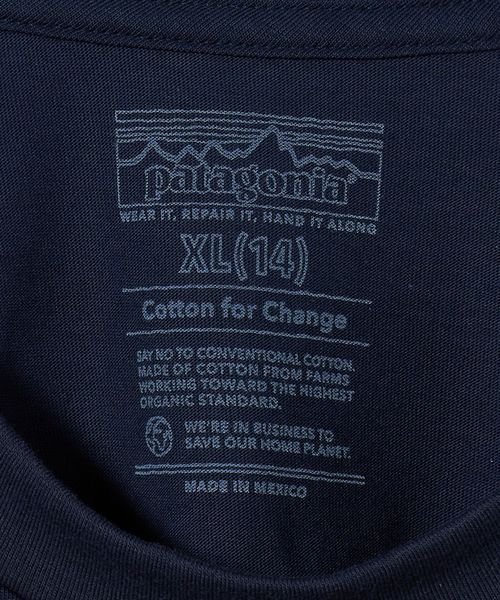 patagonia®
WEAR IT, REPAIR IT, HAND IT ALONG
XL(14)
Cotton for Change
SAY NO TO CONVENTIONAL COTTON.
MADE OF COTTON FROM FARMS
WORKING TOWARD THE HIGHEST
ORGANIC STANDARD.
WE'RE IN BUSINESS TO
SAVE OUR HOME PLANET.
MADE IN MEXICO